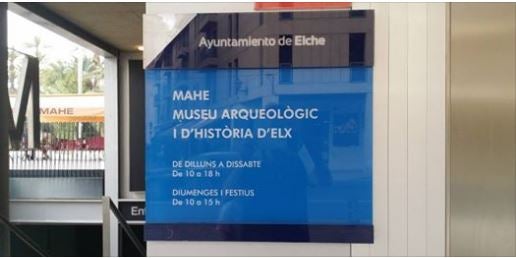 Ayuntamiento de Elche
MAHE
MUSEU ARQUEOLÒGIC
I D'HISTÒRIA D'ELX
DE DILLUNS A DISSABTE
De 10 a 18 h
DIUMENGES I FESTIUS
De 10 a 15 h
MAHE
M